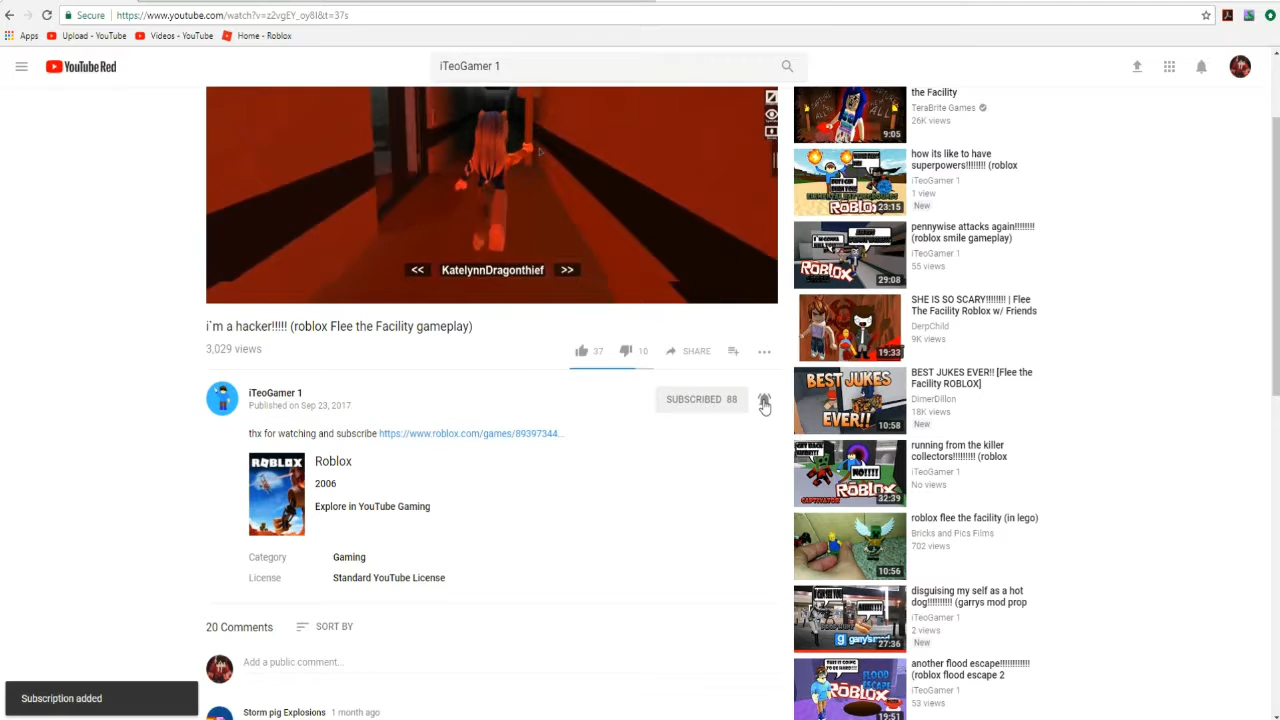 Secure
https://www.youtube.com/watch?v=z2vgEY_oy8I&t=37s
Apps
Upload - YouTube
Videos - YouTube
Home - Roblox
YouTube Red
iTeoGamer 1
<< KatelynnDragonthief >>
i`m a hacker!!!!! (roblox Flee the Facility gameplay)
3,029 views
37
10
SHARE
iTeoGamer 1
Published on Sep 23, 2017
SUBSCRIBED 88
thx for watching and subscribe https://www.roblox.com/games/89397344...
ROBLOX
Roblox
2006
Explore in YouTube Gaming
Category Gaming
License Standard YouTube License
20 Comments
SORT BY
Add a public comment...
Storm pig Explosions 1 month ago
Subscription added
the Facility
TeraBrite Games
26K views
9:05
how its like to have
superpowers!!!!!!!! (roblox
iTeoGamer 1
1 view
New
ROBLOX
23:15
pennywise attacks again!!!!!!!!
(roblox smile gameplay)
iTeoGamer 1
55 views
ROBLOX
29:08
SHE IS SO SCARY!!!!!!!! | Flee
The Facility Roblox w/ Friends
DerpChild
9K views
19:33
BEST JUKES EVER!! [Flee the
Facility ROBLOX]
DimerDillon
18K views
New
BEST JUKES
EVER!!
10:58
running from the killer
collectors!!!!!!!!! (roblox
iTeoGamer 1
No views
NO!!!!
ROBLOX
32:39
roblox flee the facility (in lego)
Bricks and Pics Films
702 views
10:56
disguising my self as a hot
dog!!!!!!!!!! (garrys mod prop
iTeoGamer 1
2 views
New
garry's mod
27:36
another flood escape!!!!!!!!!!!!
(roblox flood escape 2
iTeoGamer 1
53 views
FLOOD
ESCAPE
ROBLOX
19:51